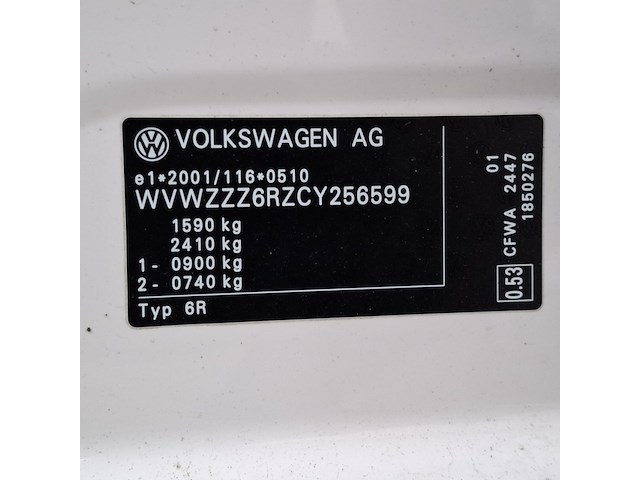 VOLKSWAGEN AG
e1*2001/116*0510
WVWZZZ6RZCY256599
1590 kg
2410 kg
1- 0900 kg
2- 0740 kg
Typ 6R
01
CFWA 2447
1850276
0.53